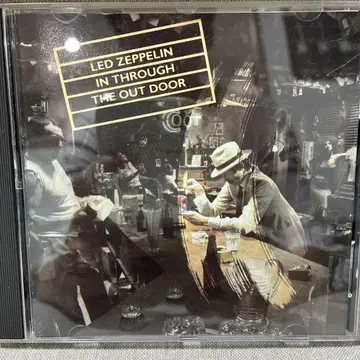 LED ZEPPELIN
IN THROUGH
THE OUT DOOR